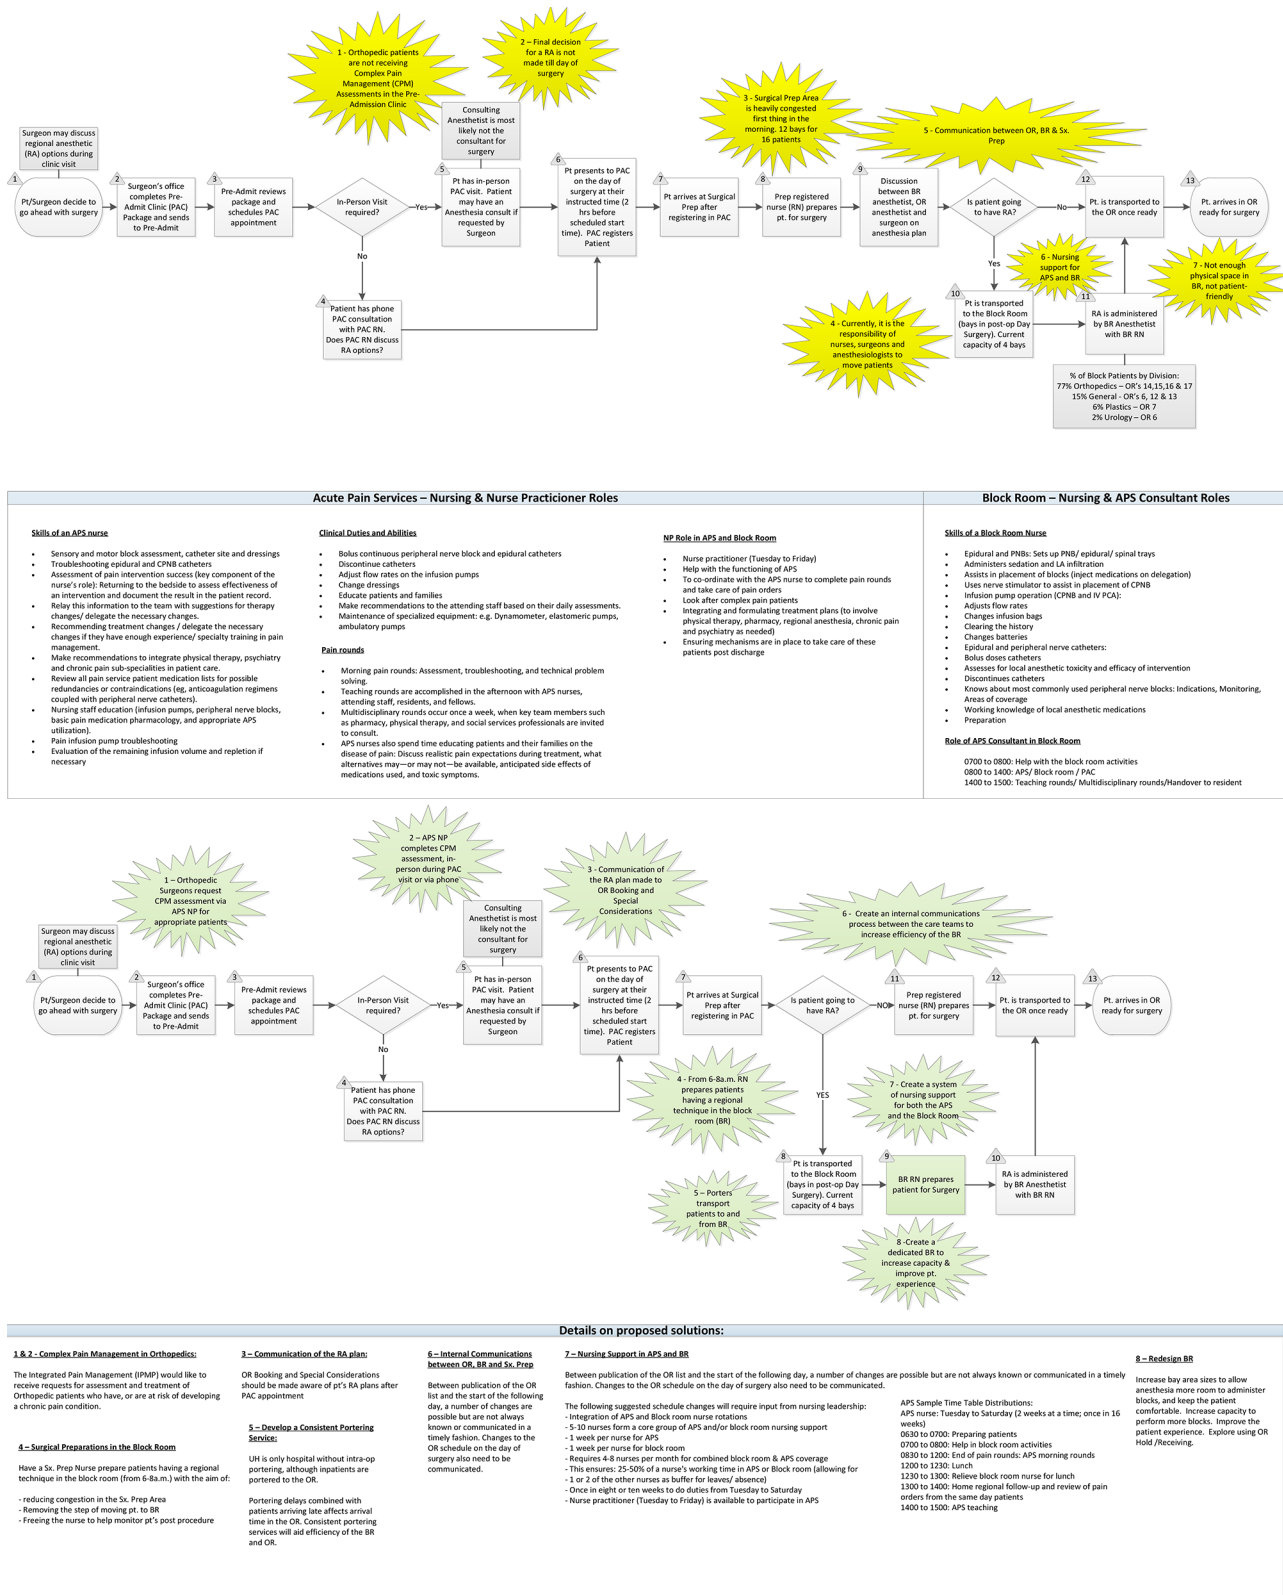 1 - Orthopedic patients
are not receiving
Complex Pain
Management (CPM)
Assessments in the Pre-
Admission Clinic
2 – Final decision
for a RA is not
made till day of
surgery
3 - Surgical Prep Area
is heavily congested
first thing in the
morning. 12 bays for
16 patients
5 - Communication between OR, BR & Sx.
Prep
Surgeon may discuss
regional anesthetic
(RA) options during
clinic visit
Consulting
Anesthetist is most
likely not the
consultant for
surgery
1
Pt/Surgeon decide to
go ahead with surgery
2
Surgeon's office
completes Pre-
Admit Clinic (PAC)
Package and sends
to Pre-Admit
3
Pre-Admit reviews
package and
schedules PAC
appointment
In-Person Visit
required?
Yes
No
5
Pt has in-person
PAC visit. Patient
may have an
Anesthesia consult if
requested by
Surgeon
6
Pt presents to PAC
on the day of
surgery at their
instructed time (2
hrs before
scheduled start
time). PAC registers
Patient
7
Pt arrives at Surgical
Prep after
registering in PAC
8
Prep registered
nurse (RN) prepares
pt. for surgery
9
Discussion
between BR
anesthetist, OR
anesthetist and
surgeon on
anesthesia plan
Is patient going
to have RA?
No
Yes
12
Pt. is transported to
the OR once ready
13
Pt. arrives in OR
ready for surgery
4
Patient has phone
PAC consultation
with PAC RN.
Does PAC RN discuss
RA options?
4 - Currently, it is the
responsibility of
nurses, surgeons and
anesthesiologists to
move patients
6 - Nursing
support for
APS and BR
7 - Not enough
physical space in
BR, not patient-
friendly
10
Pt is transported
to the Block Room
(bays in post-op Day
Surgery). Current
capacity of 4 bays
11
RA is administered
by BR Anesthetist
with BR RN
% of Block Patients by Division:
77% Orthopedics – OR's 14,15,16 & 17
15% General - OR's 6, 12 & 13
6% Plastics – OR 7
2% Urology – OR 6
Acute Pain Services – Nursing & Nurse Practitioner Roles
Skills of an APS nurse
• Sensory and motor block assessment, catheter site and dressings
• Troubleshooting epidural and CPNB catheters
• Assessment of pain intervention success (key component of the
nurse's role): Returning to the bedside to assess effectiveness of
an intervention and document the result in the patient record.
• Relay this information to the team with suggestions for therapy
changes/ delegate the necessary changes.
• Recommending treatment changes / delegate the necessary
changes if they have enough experience/ specialty training in pain
management.
• Make recommendations to integrate physical therapy, psychiatry
and chronic pain sub-specialities in patient care.
• Review all pain service patient medication lists for possible
redundancies or contraindications (eg, anticoagulation regimens
coupled with peripheral nerve catheters).
• Nursing staff education (infusion pumps, peripheral nerve blocks,
basic pain medication pharmacology, and appropriate APS
utilization).
• Pain infusion pump troubleshooting
• Evaluation of the remaining infusion volume and repletion if
necessary
Clinical Duties and Abilities
• Bolus continuous peripheral nerve block and epidural catheters
• Discontinue catheters
• Adjust flow rates on the infusion pumps
• Change dressings
• Educate patients and families
• Make recommendations to the attending staff based on their daily assessments.
• Maintenance of specialized equipment: e.g. Dynamometer, elastomeric pumps,
ambulatory pumps
Pain rounds
• Morning pain rounds: Assessment, troubleshooting, and technical problem
solving.
• Teaching rounds are accomplished in the afternoon with APS nurses,
attending staff, residents, and fellows.
• Multidisciplinary rounds occur once a week, when key team members such
as pharmacy, physical therapy, and social services professionals are invited
to consult.
• APS nurses also spend time educating patients and their families on the
disease of pain: Discuss realistic pain expectations during treatment, what
alternatives may—or may not—be available, anticipated side effects of
medications used, and toxic symptoms.
NP Role in APS and Block Room
• Nurse practitioner (Tuesday to Friday)
• Help with the functioning of APS
• To co-ordinate with the APS nurse to complete pain rounds
and take care of pain orders
• Look after complex pain patients
• Integrating and formulating treatment plans (to involve
physical therapy, pharmacy, regional anesthesia, chronic pain
and psychiatry as needed)
• Ensuring mechanisms are in place to take care of these
patients post discharge
Block Room – Nursing & APS Consultant Roles
Skills of a Block Room Nurse
• Epidural and PNBs: Sets up PNB/ epidural/ spinal trays
• Administers sedation and LA infiltration
• Assists in placement of blocks (inject medications on delegation)
• Uses nerve stimulator to assist in placement of CPNB
• Infusion pump operation (CPNB and IV PCA):
• Adjusts flow rates
• Changes infusion bags
• Clearing the history
• Changes batteries
• Epidural and peripheral nerve catheters:
• Bolus doses catheters
• Assesses for local anesthetic toxicity and efficacy of intervention
• Discontinues catheters
• Knows about most commonly used peripheral nerve blocks: Indications, Monitoring,
Areas of coverage
• Working knowledge of local anesthetic medications
• Preparation
Role of APS Consultant in Block Room
0700 to 0800: Help with the block room activities
0800 to 1400: APS/ Block room / PAC
1400 to 1500: Teaching rounds/ Multidisciplinary rounds/Handover to resident
1 – Orthopedic
Surgeons request
CPM assessment via
APS NP for
appropriate patients
2 – APS NP
completes CPM
assessment, in-
person during PAC
visit or via phone
3 - Communication of
the RA plan made to
OR Booking and
Special
Considerations
6 - Create an internal communications
process between the care teams to
increase efficiency of the BR
Surgeon may discuss
regional anesthetic
(RA) options during
clinic visit
Consulting
Anesthetist is most
likely not the
consultant for
surgery
1
Pt/Surgeon decide to
go ahead with surgery
2
Surgeon's office
completes Pre-
Admit Clinic (PAC)
Package and sends
to Pre-Admit
3
Pre-Admit reviews
package and
schedules PAC
appointment
In-Person Visit
required?
Yes
No
5
Pt has in-person
PAC visit. Patient
may have an
Anesthesia consult if
requested by
Surgeon
6
Pt presents to PAC
on the day of
surgery at their
instructed time (2
hrs before
scheduled start
time). PAC registers
Patient
7
Pt arrives at Surgical
Prep after
registering in PAC
Is patient going to
have RA?
NO
YES
11
Prep registered
nurse (RN) prepares
pt. for surgery
12
Pt. is transported to
the OR once ready
13
Pt. arrives in OR
ready for surgery
4
Patient has phone
PAC consultation
with PAC RN.
Does PAC RN discuss
RA options?
4 - From 6-8a.m. RN
prepares patients
having a regional
technique in the block
room (BR)
7 - Create a system
of nursing support
for both the APS
and the Block Room
5 – Porters
transport
patients to and
from BR
8
Pt is transported
to the Block Room
(bays in post-op Day
Surgery). Current
capacity of 4 bays
9
BR RN prepares
patient for Surgery
10
RA is administered
by BR Anesthetist
with BR RN
8 -Create a
dedicated BR to
increase capacity &
improve pt.
experience
Details on proposed solutions:
1 & 2 - Complex Pain Management in Orthopedics:
The Integrated Pain Management (IPMP) would like to
receive requests for assessment and treatment of
Orthopedic patients who have, or are at risk of developing
a chronic pain condition.
4 – Surgical Preparations in the Block Room
Have a Sx. Prep Nurse prepare patients having a regional
technique in the block room (from 6-8a.m.) with the aim of:
- reducing congestion in the Sx. Prep Area
- Removing the step of moving pt. to BR
- Freeing the nurse to help monitor pt's post procedure
3 – Communication of the RA plan:
OR Booking and Special Considerations
should be made aware of pt's RA plans after
PAC appointment
5 – Develop a Consistent Portering
Service:
UH is only hospital without intra-op
portering, although inpatients are
portered to the OR.
Portering delays combined with
patients arriving late affects arrival
time in the OR. Consistent portering
services will aid efficiency of the BR
and OR.
6 – Internal Communications
between OR, BR and Sx. Prep
Between publication of the OR
list and the start of the following
day, a number of changes are
possible but are not always known
or communicated in a
timely fashion. Changes to the
OR schedule on the day of
surgery also need to be
communicated.
7 – Nursing Support in APS and BR
Between publication of the OR list and the start of the following day, a number of changes are possible but are not always known or communicated in a timely
fashion. Changes to the OR schedule on the day of surgery also need to be communicated.
The following suggested schedule changes will require input from nursing leadership:
- Integration of APS and Block room nurse rotations
- 5-10 nurses form a core group of APS and/or block room nursing support
- 1 week per nurse for APS
- 1 week per nurse for block room
- Requires 4-8 nurses per month for combined block room & APS coverage
- This ensures: 25-50% of a nurse's working time in APS or Block room (allowing for
- 1 or 2 of the other nurses as buffer for leaves/ absence)
- Once in eight or ten weeks to do duties from Tuesday to Saturday
- Nurse practitioner (Tuesday to Friday) is available to participate in APS
APS Sample Time Table Distributions:
APS nurse: Tuesday to Saturday (2 weeks at a time; once in 16
weeks)
0630 to 0700: Preparing patients
0700 to 0800: Help in block room activities
0830 to 1200: End of pain rounds: APS morning rounds
1200 to 1230: Lunch
1230 to 1300: Relieve block room nurse for lunch
1300 to 1400: Home regional follow-up and review of pain
orders from the same day patients
1400 to 1500: APS teaching
8 – Redesign BR
Increase bay area sizes to allow
anesthesia more room to administer
blocks, and keep the patient
comfortable. Increase capacity to
perform more blocks. Improve the
patient experience. Explore using OR
Hold /Receiving.